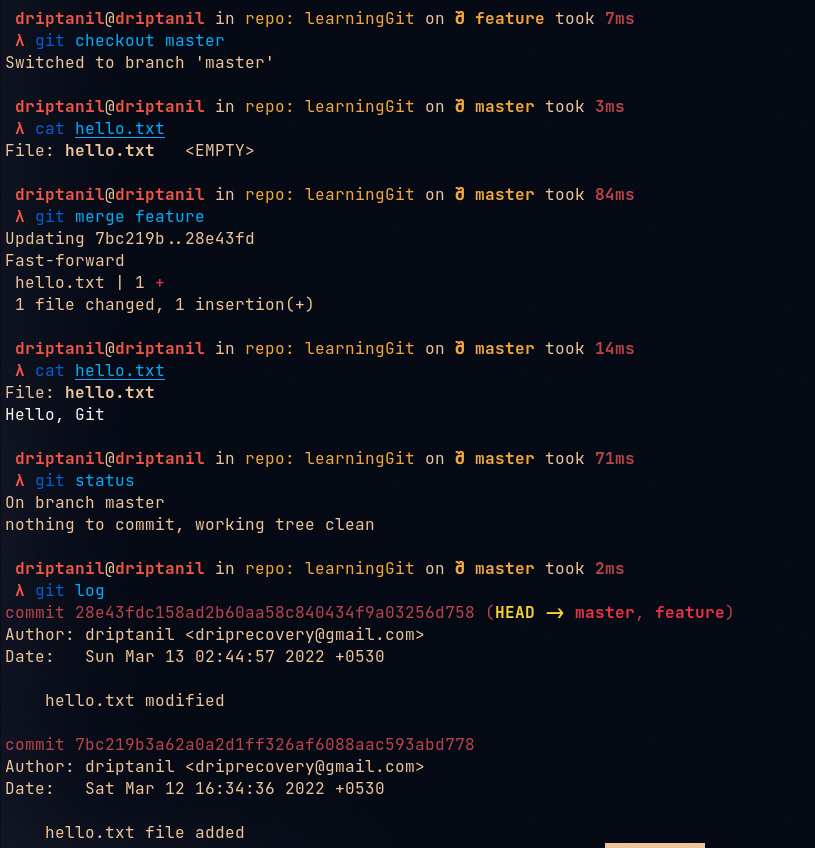 driptanil@driptanil in repo: learningGit on  feature took 7ms
λ git checkout master
Switched to branch 'master'
driptanil@driptanil in repo: learningGit on  master took 3ms
λ cat hello.txt
File: hello.txt   <EMPTY>
driptanil@driptanil in repo: learningGit on  master took 84ms
λ git merge feature
Updating 7bc219b..28e43fd
Fast-forward
hello.txt | 1 +
1 file changed, 1 insertion(+)
driptanil@driptanil in repo: learningGit on  master took 14ms
λ cat hello.txt
File: hello.txt
Hello, Git
driptanil@driptanil in repo: learningGit on  master took 71ms
λ git status
On branch master
nothing to commit, working tree clean
driptanil@driptanil in repo: learningGit on  master took 2ms
λ git log
commit 28e43fdc158ad2b60aa58c840434f9a03256d758 (HEAD -> master, feature)
Author: driptanil <driprecovery@gmail.com>
Date:   Sun Mar 13 02:44:57 2022 +0530
hello.txt modified
commit 7bc219b3a62a0a2d1ff326af6088aac593abd778
Author: driptanil <driprecovery@gmail.com>
Date:   Sat Mar 12 16:34:36 2022 +0530
hello.txt file added